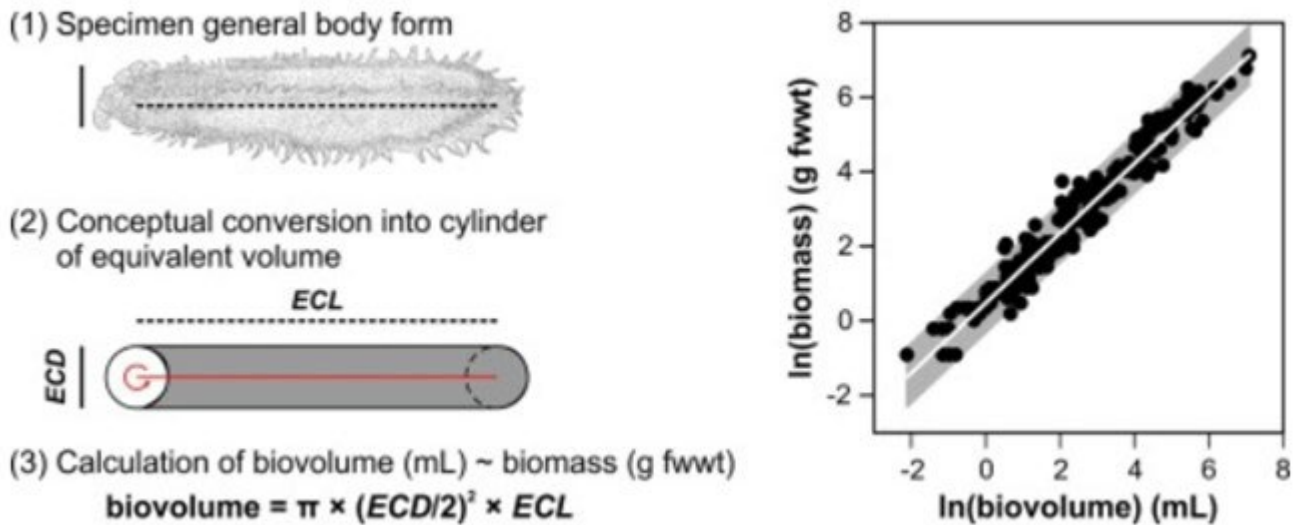 (1) Specimen general body form
(2) Conceptual conversion into cylinder
of equivalent volume
ECL
ECD
(3) Calculation of biovolume (mL) ~ biomass (g fwwt)
biovolume = π × (ECD/2)² × ECL
8
6
4
2
0
-2
ln(biomass) (g fwwt)
-2 0 2 4 6 8
ln(biovolume) (mL)